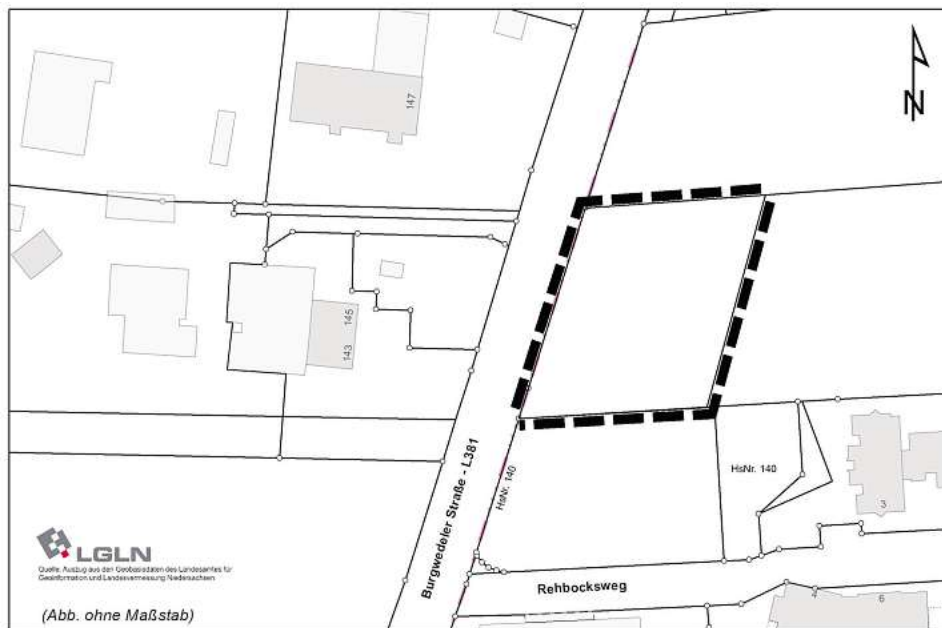 147
N
145
143
Burgwedeler Straße - L381
HsNr. 140
HsNr. 140
3
Rehbocksweg
4
6
LGLN
Quelle: Auszug aus den Geobasisdaten des Landesamtes für
Geoinformation und Landesvermessung Niedersachsen
(Abb. ohne Maßstab)